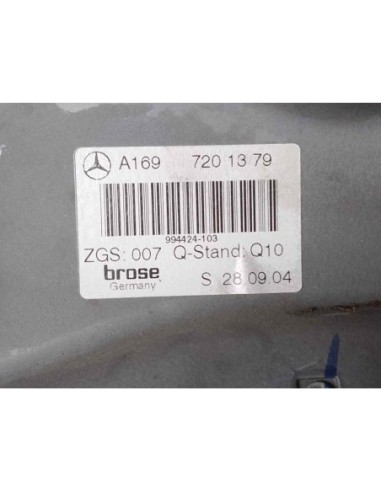 A169 720 13 79
994424-103
ZGS: 007 Q-Stand: Q10
brose S 28.09.04
Germany